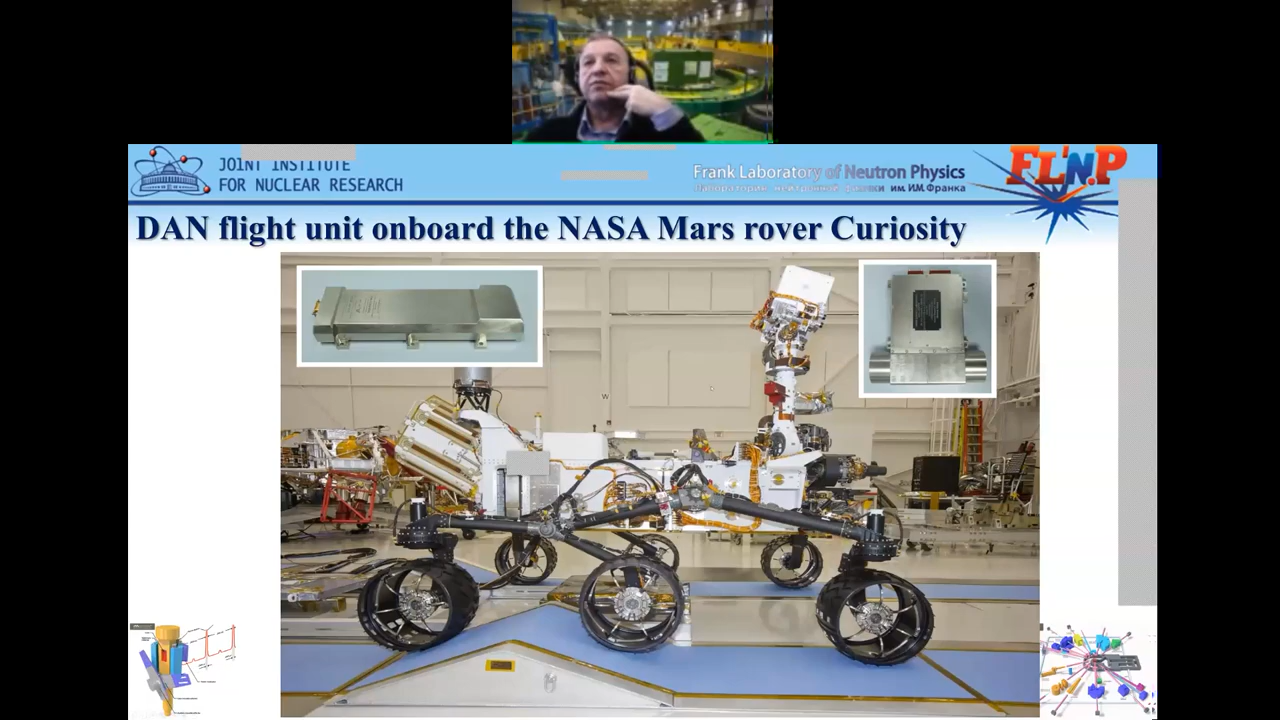 JOINT INSTITUTE
FOR NUCLEAR RESEARCH
Frank Laboratory of Neutron Physics
Лаборатория нейтронной физики им. И.М. Франка
FLNP
DAN flight unit onboard the NASA Mars rover Curiosity
W